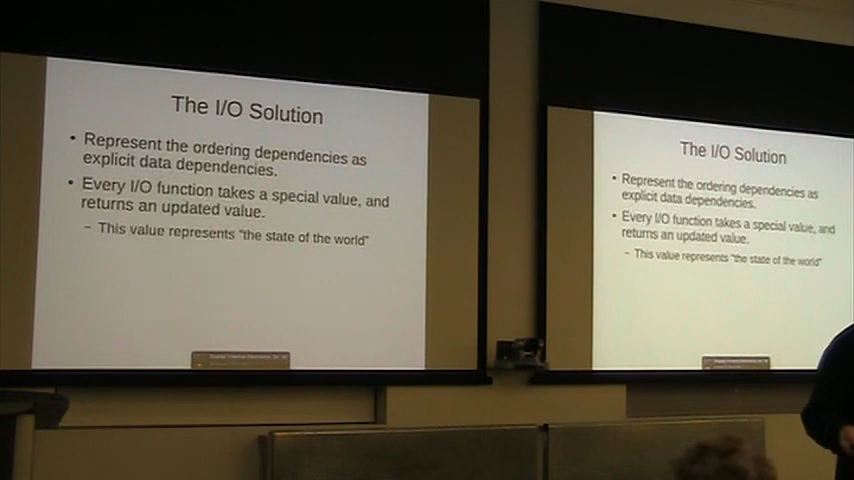 The I/O Solution
• Represent the ordering dependencies as
explicit data dependencies.
• Every I/O function takes a special value, and
returns an updated value.
– This value represents "the state of the world"
The I/O Solution
• Represent the ordering dependencies as
explicit data dependencies.
• Every I/O function takes a special value, and
returns an updated value.
– This value represents "the state of the world"